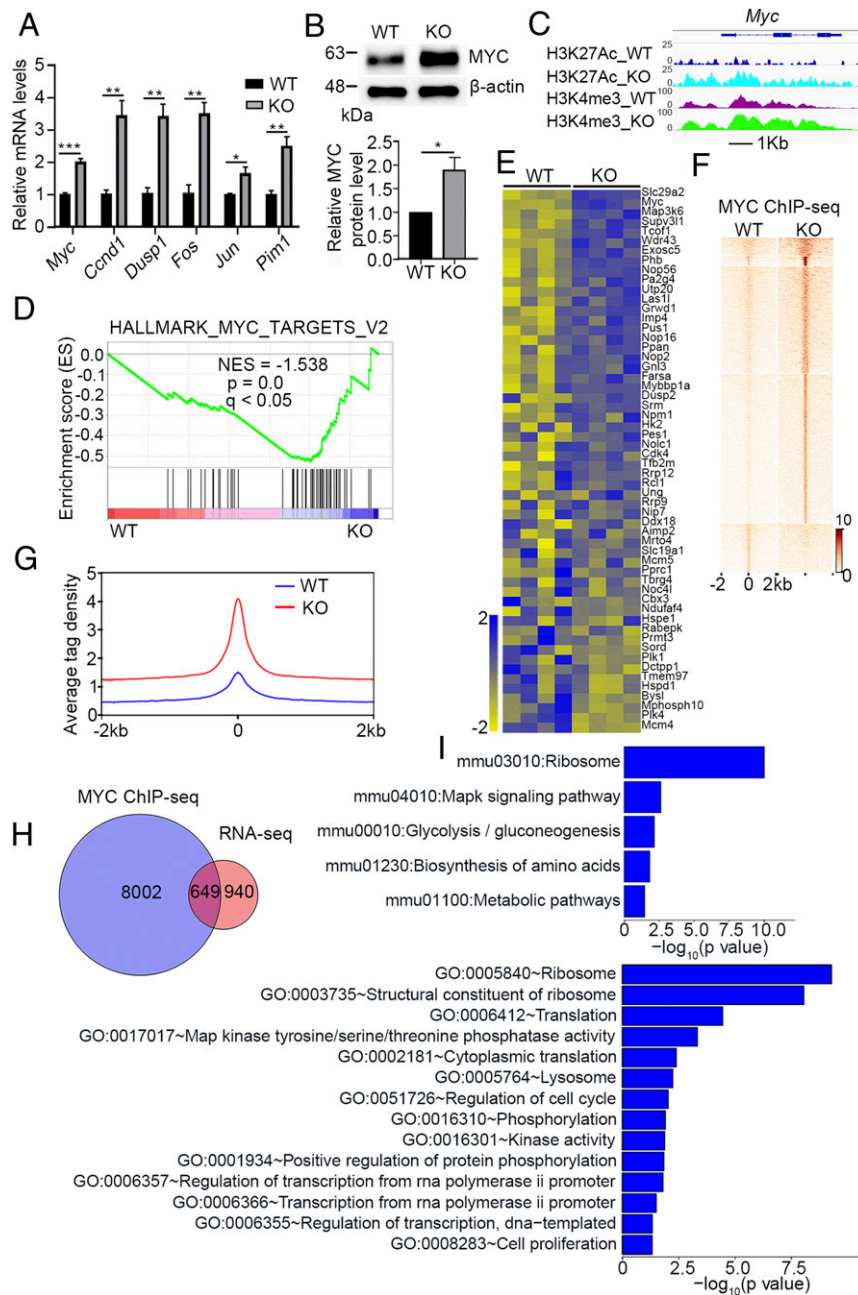 A
Relative mRNA levels
5
4
3
2
1
0
***
**
**
**
*
**
WT
KO
Myc
Ccnd1
Dusp1
Fos
Jun
Pim1
B
WT KO
63
MYC
48
β-actin
kDa
Relative MYC
protein level
2.5
2.0
1.5
1.0
0.5
0.0
*
WT
KO
C
Myc
25
H3K27Ac_WT
0
25
H3K27Ac_KO
0
100
H3K4me3_WT
0
100
H3K4me3_KO
0
1Kb
D
HALLMARK_MYC_TARGETS_V2
Enrichment score (ES)
0.0
-0.1
-0.2
-0.3
-0.4
-0.5
NES = -1.538
p = 0.0
q < 0.05
WT KO
E
WT KO
Slc29a2
Myc
Map3k6
Supv3l1
Tcof1
Wdr43
Exosc5
Phb
Nop56
Pa2g4
Utp20
Las1l
Grwd1
Imp4
Pus1
Nop16
Ppan
Nop2
Gnl3
Farsa
Mybbp1a
Dusp2
Srm
Npm1
Hk2
Pes1
Nolc1
Cdk4
Tfb2m
Rrp12
Rcl1
Ung
Rrp9
Nip7
Ddx18
Aimp2
Mrto4
Slc19a1
Mcm5
Pprc1
Tbrg4
Noc4l
Cbx3
Ndufaf4
Hspe1
Rabepk
Prmt3
Sord
Plk1
Dctpp1
Tmem97
Hspd1
Bysl
Mphosph10
Plk4
Mcm4
2
-2
F
MYC ChIP-seq
WT KO
10
0
-2 0 2kb
G
Average tag density
5
4
3
2
1
0
WT
KO
-2kb 0 2kb
H
MYC ChIP-seq
RNA-seq
8002 649 940
I
mmu03010:Ribosome
mmu04010:Mapk signaling pathway
mmu00010:Glycolysis / gluconeogenesis
mmu01230:Biosynthesis of amino acids
mmu01100:Metabolic pathways
0 2.5 5.0 7.5 10.0
−log10(p value)
GO:0005840~Ribosome
GO:0003735~Structural constituent of ribosome
GO:0006412~Translation
GO:0017017~Map kinase tyrosine/serine/threonine phosphatase activity
GO:0002181~Cytoplasmic translation
GO:0005764~Lysosome
GO:0051726~Regulation of cell cycle
GO:0016310~Phosphorylation
GO:0016301~Kinase activity
GO:0001934~Positive regulation of protein phosphorylation
GO:0006357~Regulation of transcription from rna polymerase ii promoter
GO:0006366~Transcription from rna polymerase ii promoter
GO:0006355~Regulation of transcription, dna−templated
GO:0008283~Cell proliferation
0 2.5 5.0 7.5
−log10(p value)